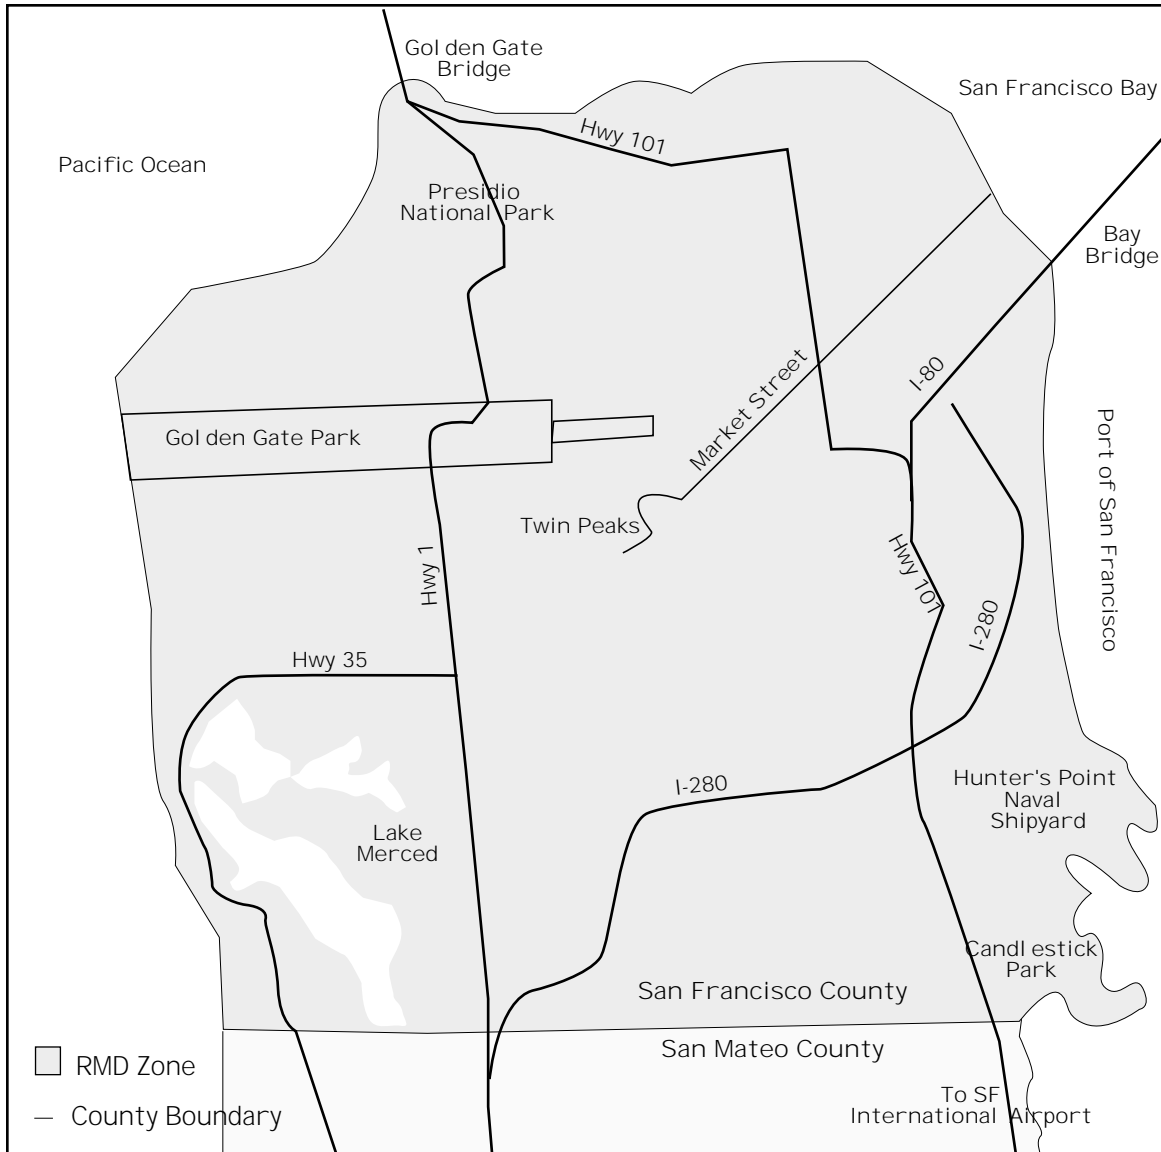 Golden Gate
Bridge
San Francisco Bay
Hwy 101
Pacific Ocean
Presidio
National Park
Bay
Bridge
Market Street
I-80
Golden Gate Park
Port of San Francisco
Twin Peaks
Hwy 1
Hwy 101
I-280
Hwy 35
I-280
Hunter's Point
Naval
Shipyard
Lake
Merced
Candlestick
Park
San Francisco County
San Mateo County
RMD Zone
County Boundary
To SF
International Airport